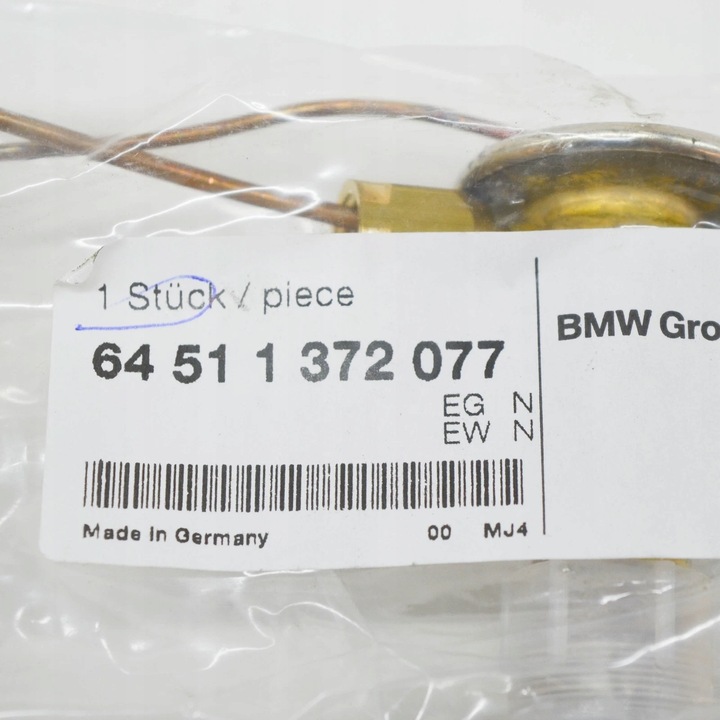 1 Stück / piece
64 51 1 372 077
EG N
EW N
Made in Germany 00 MJ4
BMW Gro